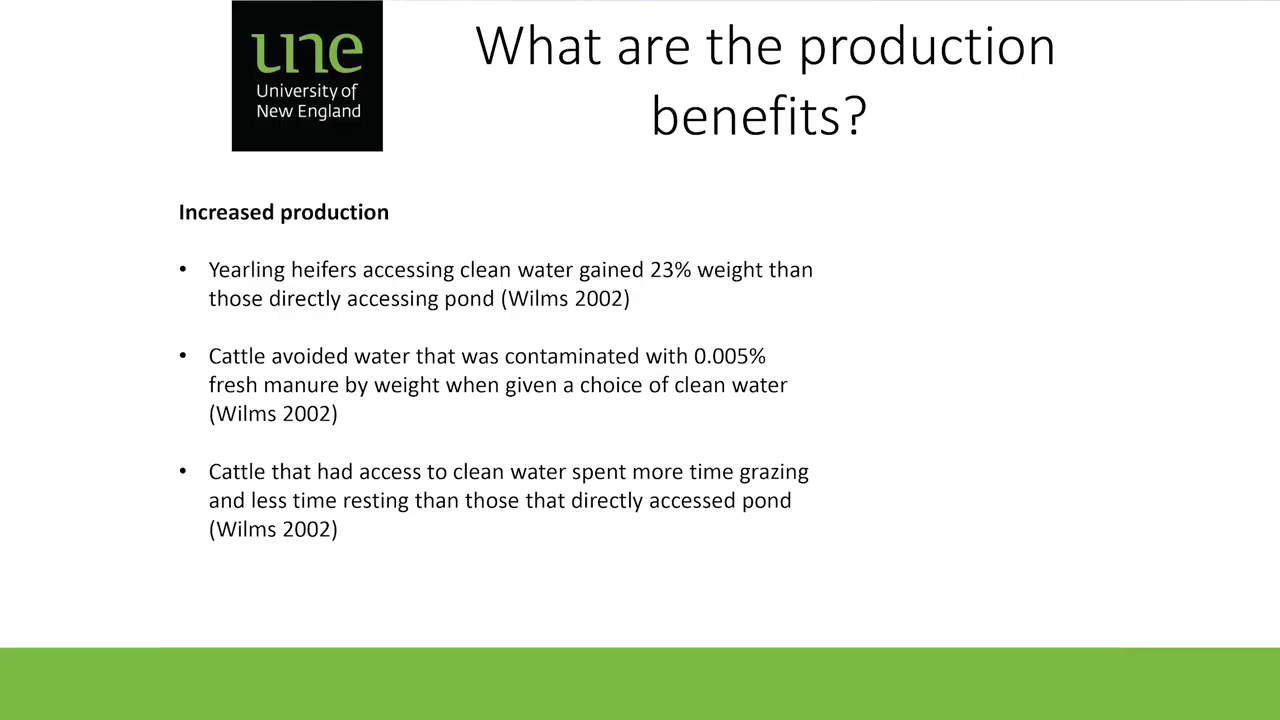 une
University of
New England
What are the production
benefits?
Increased production
• Yearling heifers accessing clean water gained 23% weight than
those directly accessing pond (Wilms 2002)
• Cattle avoided water that was contaminated with 0.005%
fresh manure by weight when given a choice of clean water
(Wilms 2002)
• Cattle that had access to clean water spent more time grazing
and less time resting than those that directly accessed pond
(Wilms 2002)